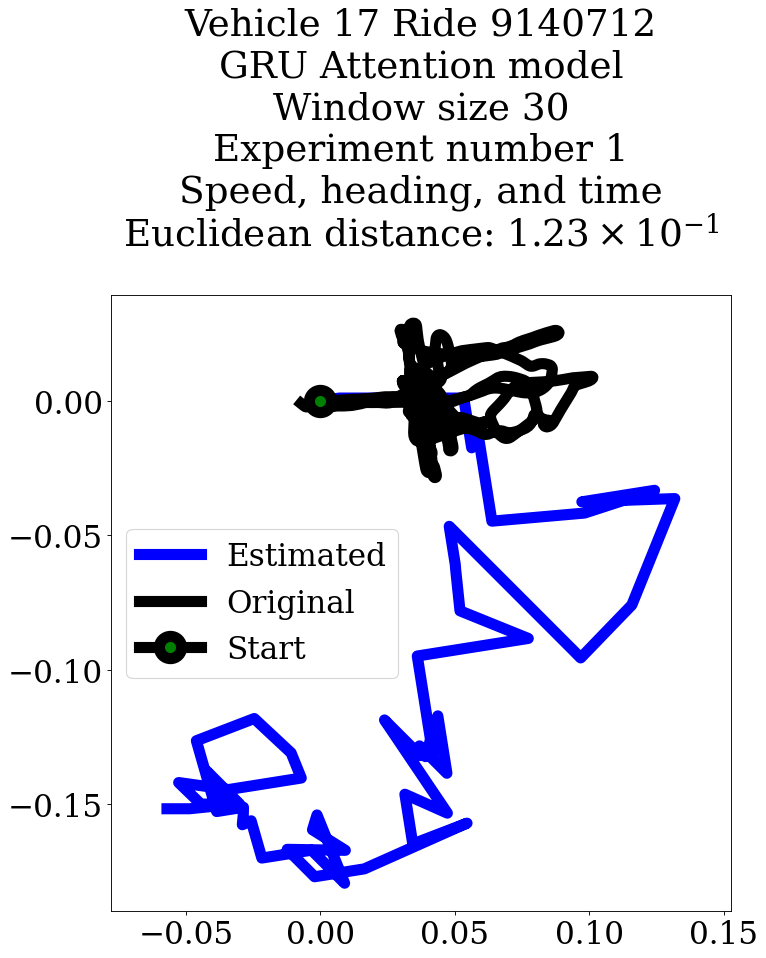 Vehicle 17 Ride 9140712
GRU Attention model
Window size 30
Experiment number 1
Speed, heading, and time
Euclidean distance: 1.23 × 10⁻¹
0.00
−0.05
−0.10
−0.15
Estimated
Original
Start
−0.05 0.00 0.05 0.10 0.15